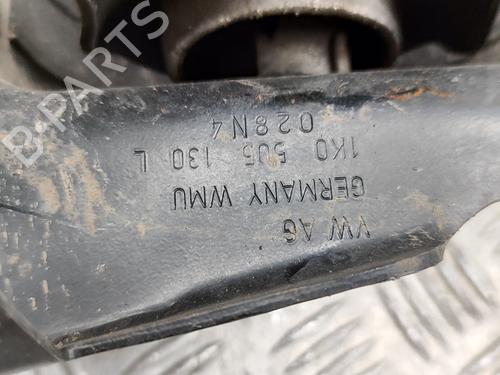 VW AG
GERMANY WMU
1K0 505 130 L
028N4
B-PARTS